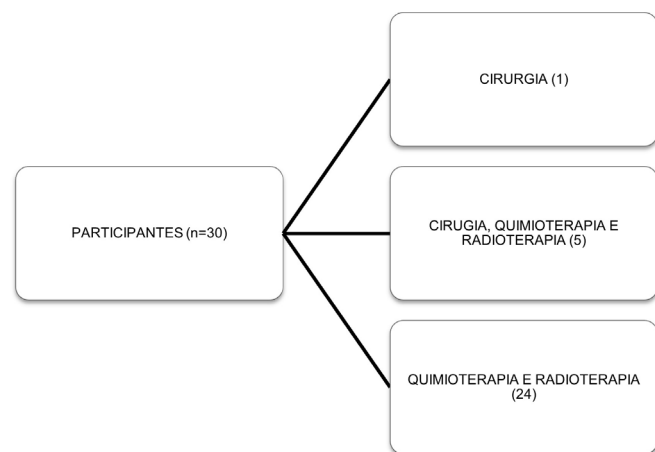 CIRURGIA (1)
PARTICIPANTES (n=30)
CIRUGIA, QUIMIOTERAPIA E
RADIOTERAPIA (5)
QUIMIOTERAPIA E RADIOTERAPIA
(24)